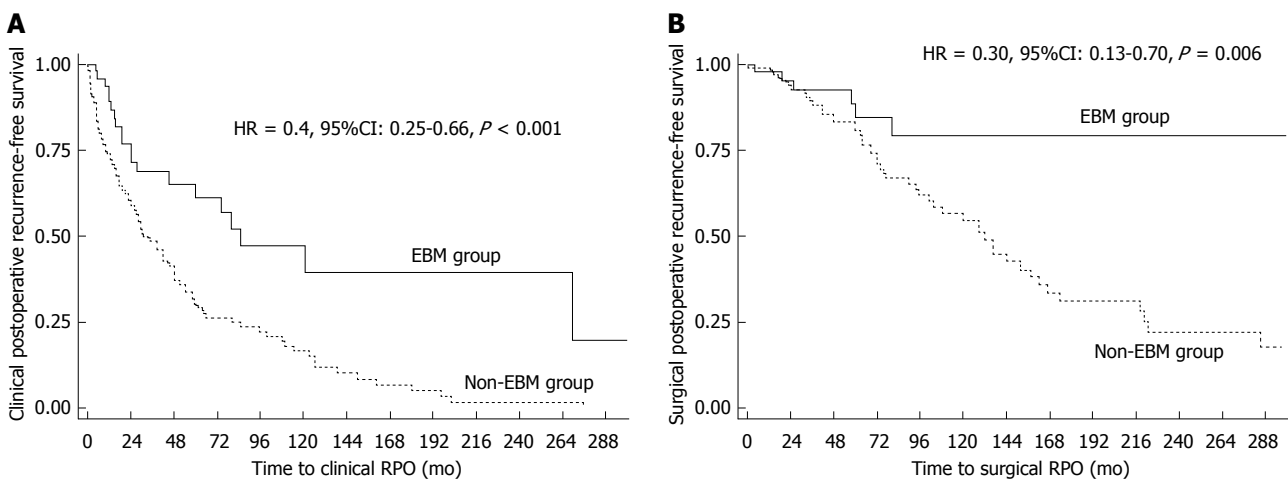 A
Clinical postoperative recurrence-free survival
1.00
0.75
0.50
0.25
0.00
HR = 0.4, 95%CI: 0.25-0.66, P < 0.001
EBM group
Non-EBM group
0 24 48 72 96 120 144 168 192 216 240 264 288
Time to clinical RPO (mo)
B
Surgical postoperative recurrence-free survival
1.00
0.75
0.50
0.25
0.00
HR = 0.30, 95%CI: 0.13-0.70, P = 0.006
EBM group
Non-EBM group
0 24 48 72 96 120 144 168 192 216 240 264 288
Time to surgical RPO (mo)